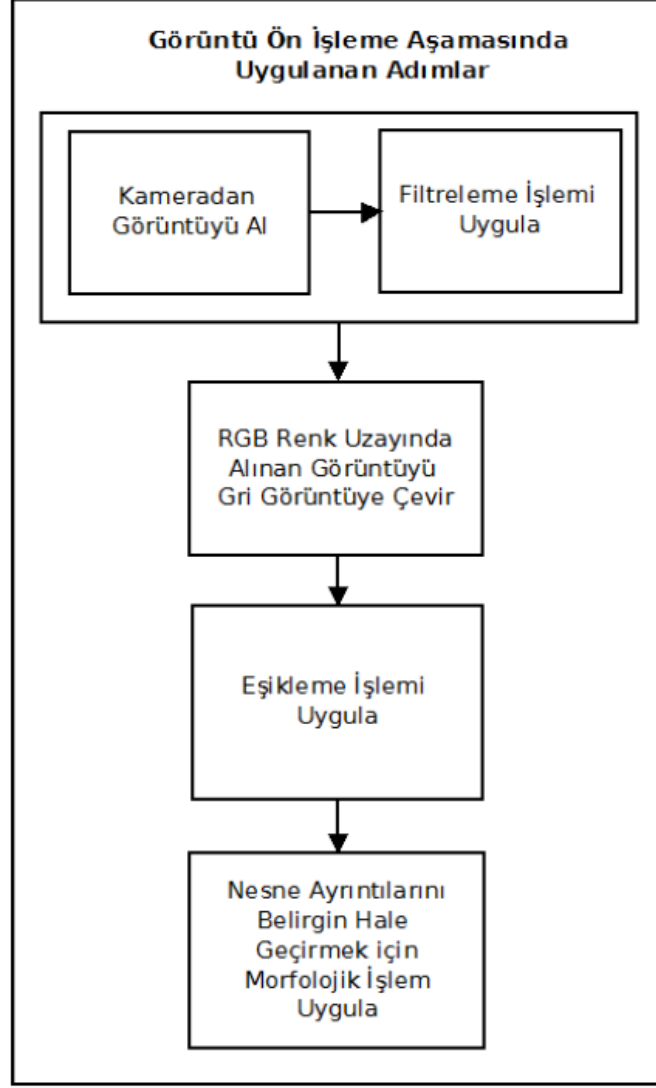 Görüntü Ön İşleme Aşamasında
Uygulanan Adımlar
Kameradan
Görüntüyü Al
Filtreleme İşlemi
Uygula
RGB Renk Uzayında
Alınan Görüntüyü
Gri Görüntüye Çevir
Eşikleme İşlemi
Uygula
Nesne Ayrıntılarını
Belirgin Hale
Geçirmek için
Morfolojik İşlem
Uygula